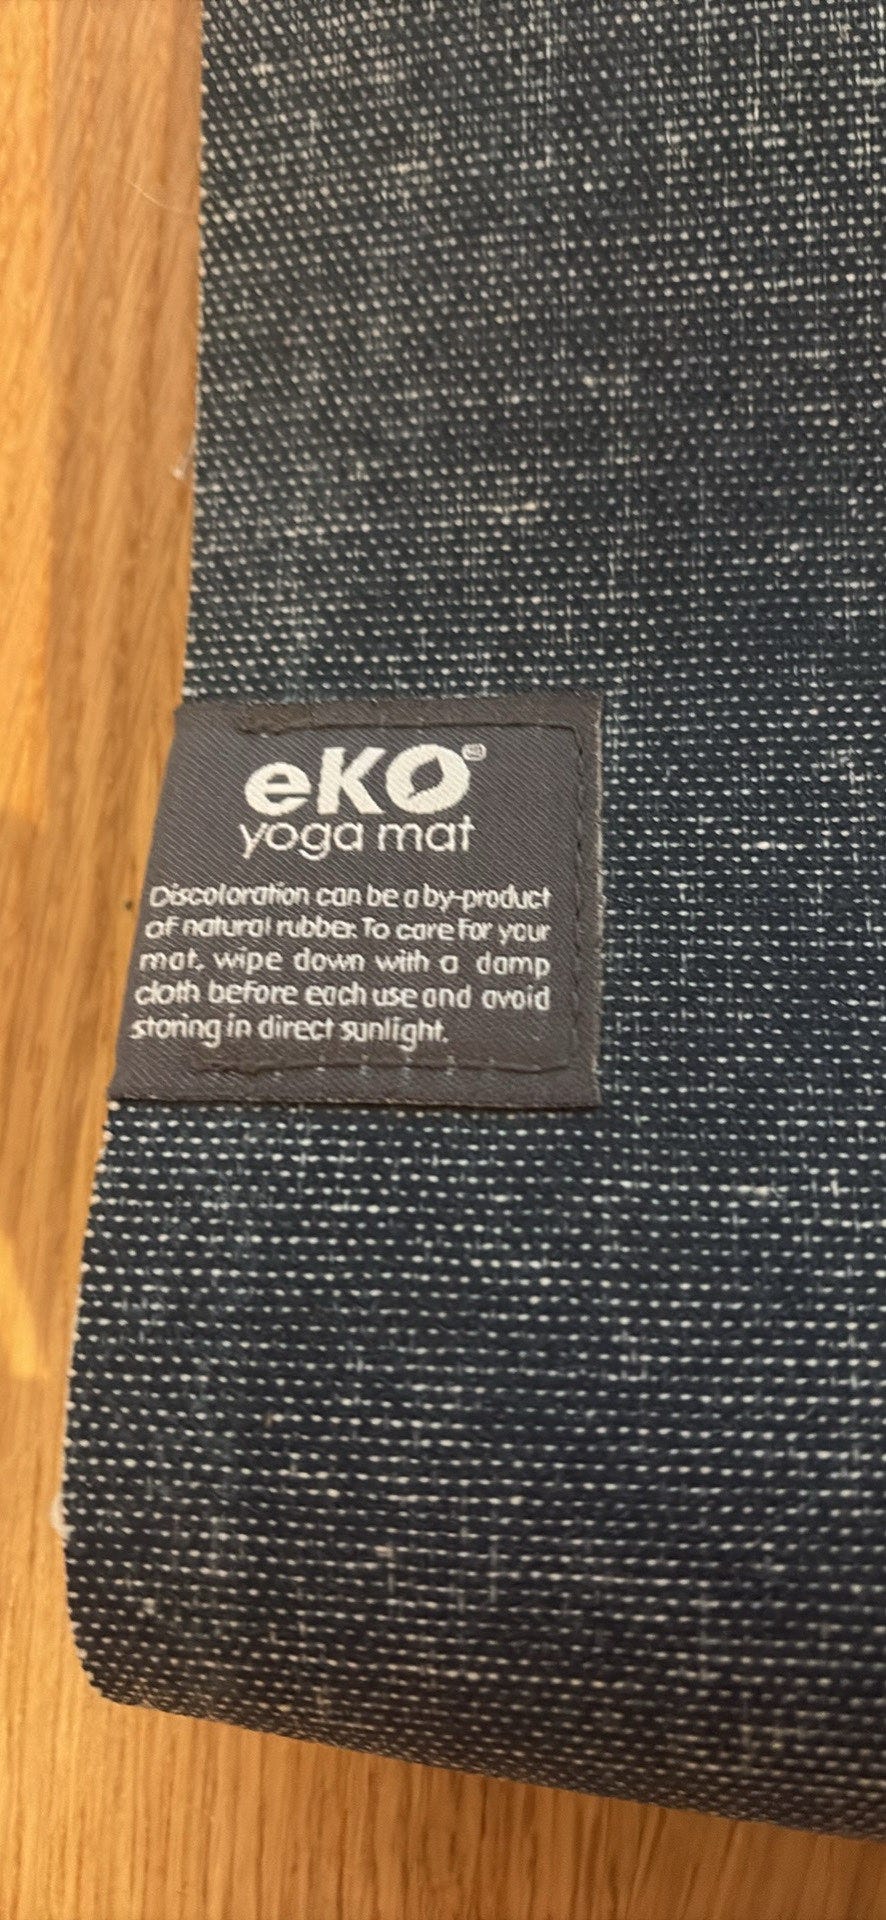 eKO®
yoga mat
Discoloration can be a by-product
of natural rubber. To care for your
mat, wipe down with a damp
cloth before each use and avoid
storing in direct sunlight.